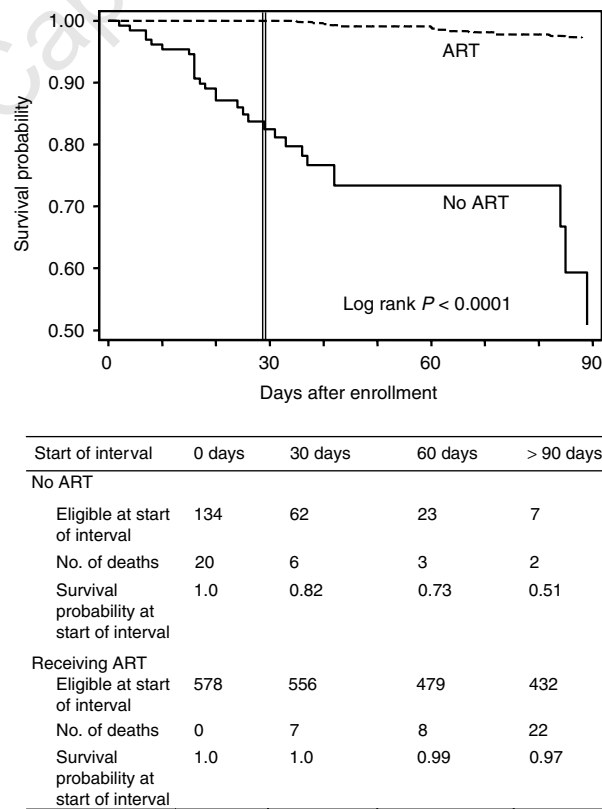 Cap
1.00
0.90
0.80
0.70
0.60
0.50
Survival probability
ART
No ART
Log rank P < 0.0001
0 30 60 90
Days after enrollment
Start of interval 0 days 30 days 60 days > 90 days
No ART
Eligible at start 134 62 23 7
of interval
No. of deaths 20 6 3 2
Survival 1.0 0.82 0.73 0.51
probability at
start of interval
Receiving ART
Eligible at start 578 556 479 432
of interval
No. of deaths 0 7 8 22
Survival 1.0 1.0 0.99 0.97
probability at
start of interval